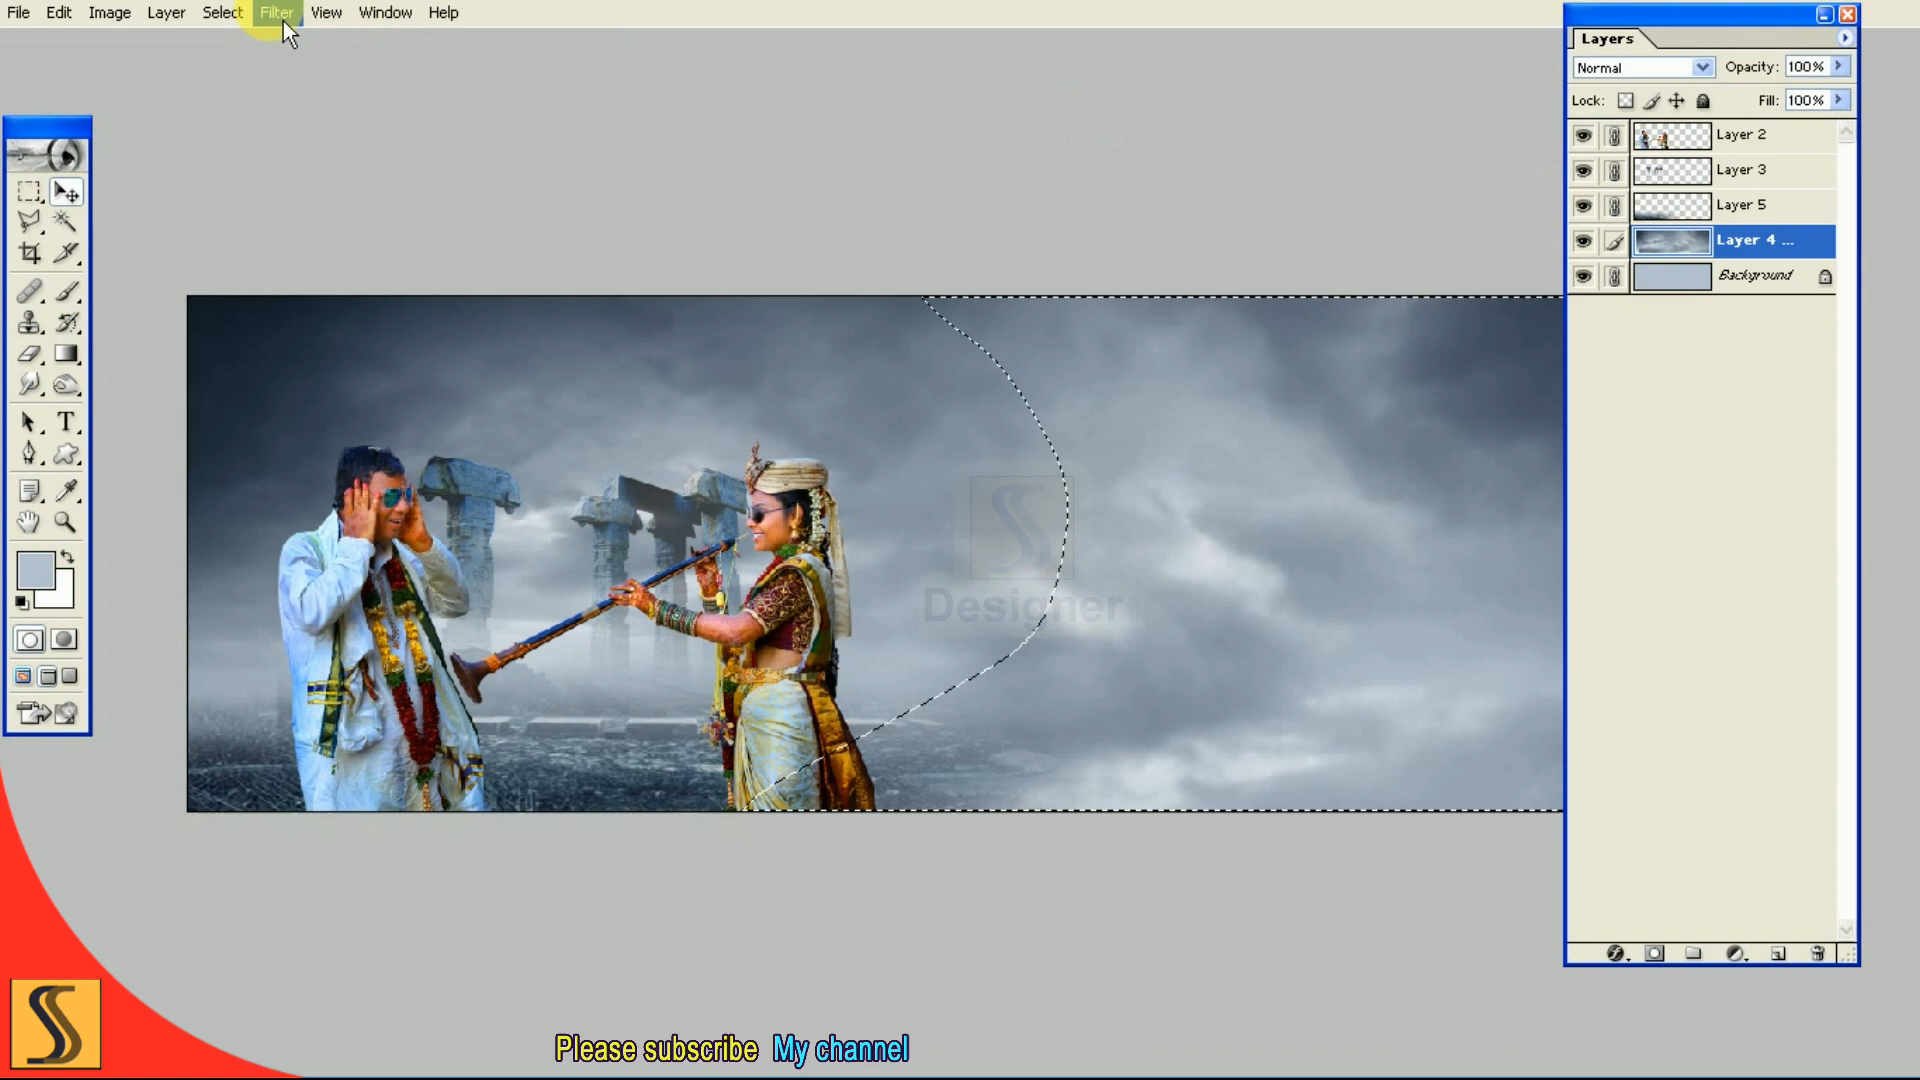 File Edit Image Layer Select Filter View Window Help
Layers
Normal Opacity: 100%
Lock: Fill: 100%
Layer 2
Layer 3
Layer 5
Layer 4 ...
Background
Designer
Please subscribe My channel